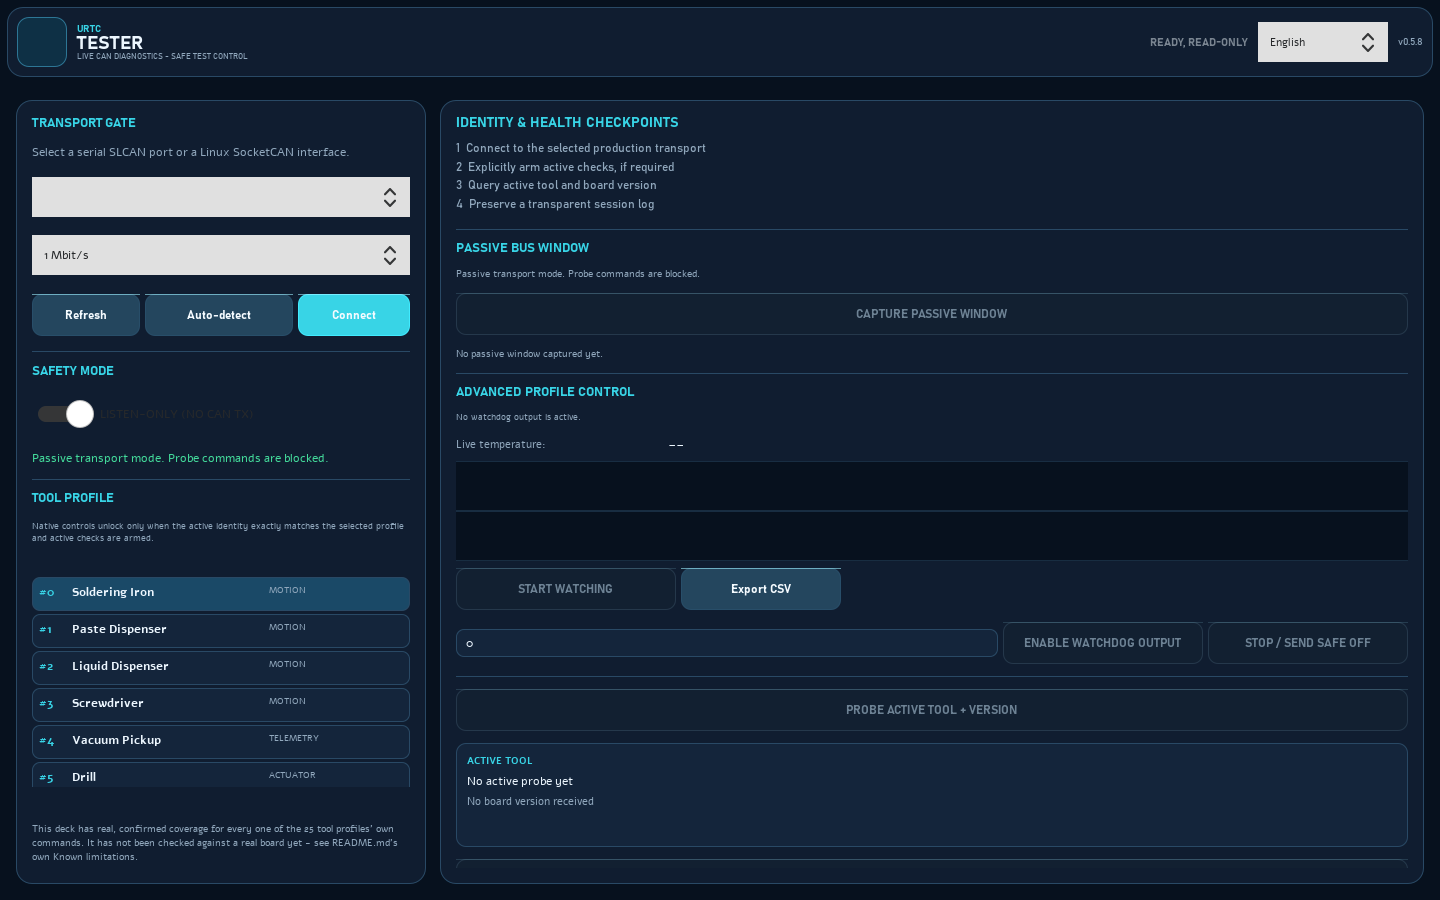 URTC
TESTER
LIVE CAN DIAGNOSTICS - SAFE TEST CONTROL
READY, READ-ONLY
English
v0.5.8
TRANSPORT GATE
Select a serial SLCAN port or a Linux SocketCAN interface.
1 Mbit/s
Refresh
Auto-detect
Connect
SAFETY MODE
LISTEN-ONLY (NO CAN TX)
Passive transport mode. Probe commands are blocked.
TOOL PROFILE
Native controls unlock only when the active identity exactly matches the selected profile
and active checks are armed.
#0 Soldering Iron MOTION
#1 Paste Dispenser MOTION
#2 Liquid Dispenser MOTION
#3 Screwdriver MOTION
#4 Vacuum Pickup TELEMETRY
#5 Drill ACTUATOR
This deck has real, confirmed coverage for every one of the 25 tool profiles' own
commands. It has not been checked against a real board yet - see README.md's
own Known limitations.
IDENTITY & HEALTH CHECKPOINTS
1 Connect to the selected production transport
2 Explicitly arm active checks, if required
3 Query active tool and board version
4 Preserve a transparent session log
PASSIVE BUS WINDOW
Passive transport mode. Probe commands are blocked.
CAPTURE PASSIVE WINDOW
No passive window captured yet.
ADVANCED PROFILE CONTROL
No watchdog output is active.
Live temperature: --
START WATCHING
Export CSV
0
ENABLE WATCHDOG OUTPUT
STOP / SEND SAFE OFF
PROBE ACTIVE TOOL + VERSION
ACTIVE TOOL
No active probe yet
No board version received